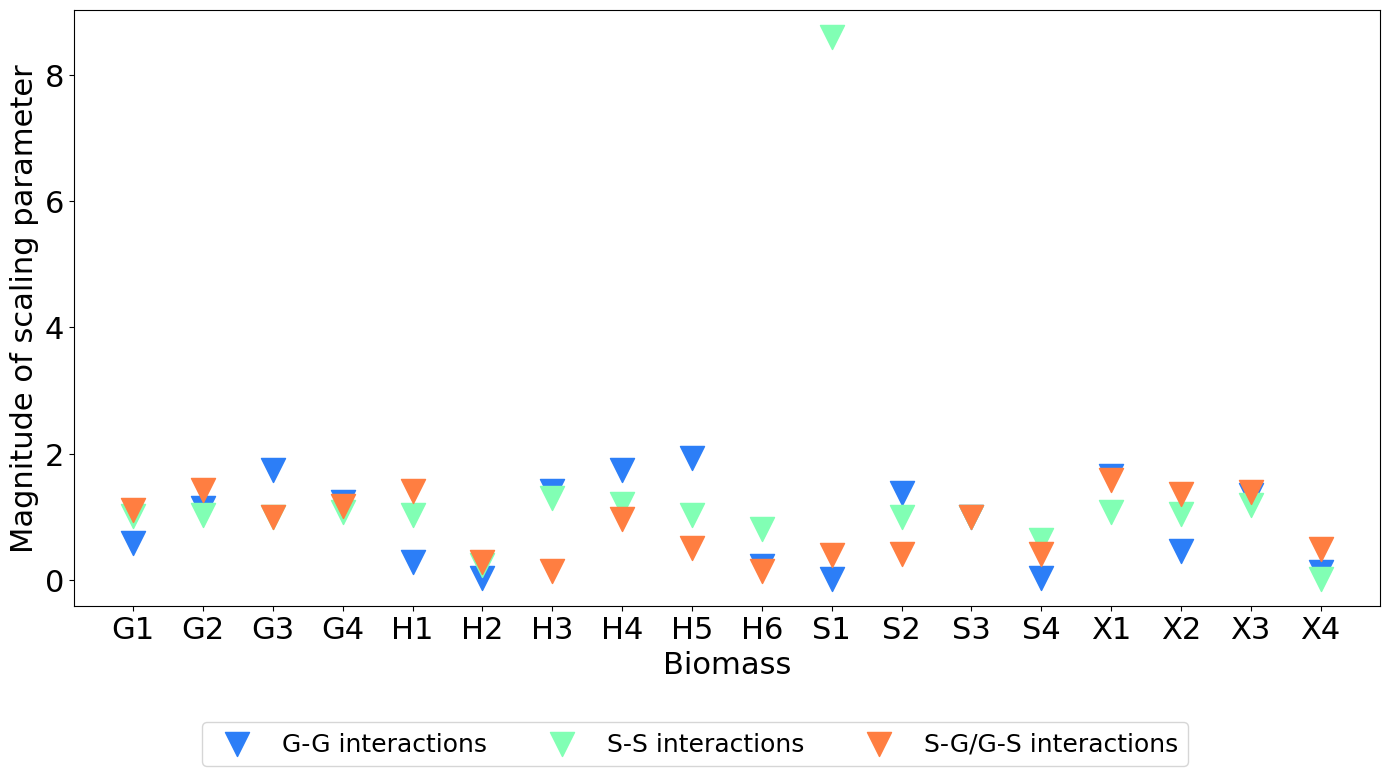 Magnitude of scaling parameter
8
6
4
2
0
G1 G2 G3 G4 H1 H2 H3 H4 H5 H6 S1 S2 S3 S4 X1 X2 X3 X4
Biomass
G-G interactions S-S interactions S-G/G-S interactions